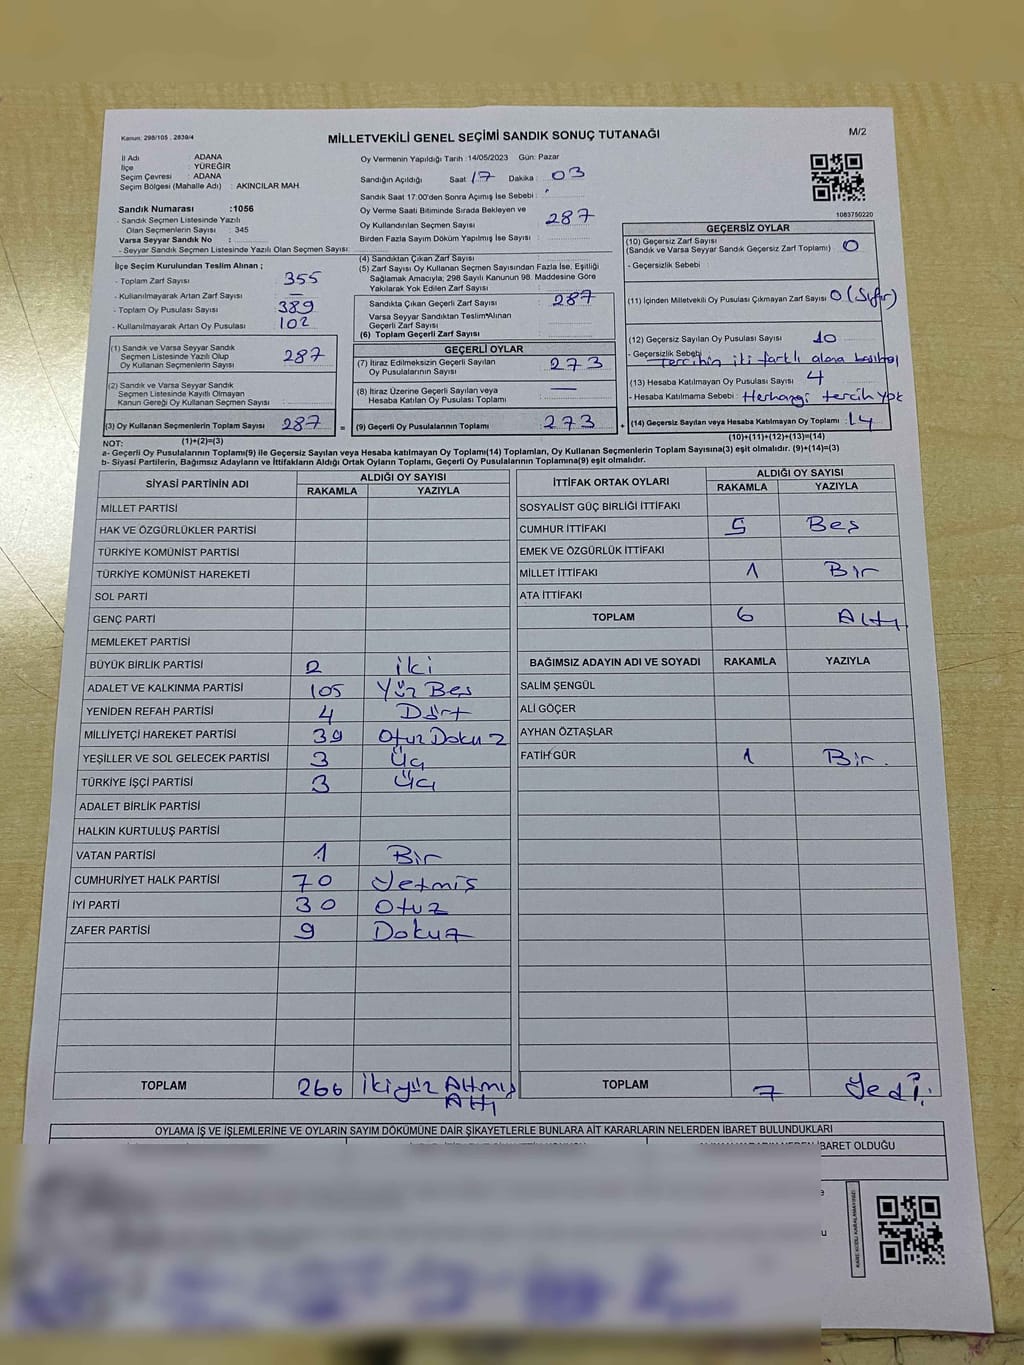 Kanun: 298/105 , 2839/4
MİLLETVEKİLİ GENEL SEÇİMİ SANDIK SONUÇ TUTANAĞI
M/2
İl Adı : ADANA
İlçe : YÜREĞİR
Seçim Çevresi : ADANA
Seçim Bölgesi (Mahalle Adı) : AKINCILAR MAH.
Sandık Numarası :1056
- Sandık Seçmen Listesinde Yazılı
Olan Seçmenlerin Sayısı : 345
Varsa Seyyar Sandık No :
- Seyyar Sandık Seçmen Listesinde Yazılı Olan Seçmen Sayısı:
Oy Vermenin Yapıldığı Tarih :14/05/2023 Gün: Pazar
Sandığın Açıldığı Saat 17 Dakika : 03
Sandık Saat 17:00'den Sonra Açımış İse Sebebi :
Oy Verme Saati Bitiminde Sırada Bekleyen ve
Oy Kullandırılan Seçmen Sayısı : 287
Birden Fazla Sayım Döküm Yapılmış İse Sayısı :
1083750220
İlçe Seçim Kurulundan Teslim Alınan ;
- Toplam Zarf Sayısı : 355
- Kullanılmayarak Artan Zarf Sayısı : —
- Toplam Oy Pusulası Sayısı : 389
- Kullanılmayarak Artan Oy Pusulası : 102
(1) Sandık ve Varsa Seyyar Sandık
Seçmen Listesinde Yazılı Olup
Oy Kullanan Seçmenlerin Sayısı : 287
(2) Sandık ve Varsa Seyyar Sandık
Seçmen Listesinde Kayıtlı Olmayan
Kanun Gereği Oy Kullanan Seçmen Sayısı :
(3) Oy Kullanan Seçmenlerin Toplam Sayısı : 287
(4) Sandıktan Çıkan Zarf Sayısı :
(5) Zarf Sayısı Oy Kullanan Seçmen Sayısından Fazla İse, Eşitliği
Sağlamak Amacıyla; 298 Sayılı Kanunun 98. Maddesine Göre
Yakılarak Yok Edilen Zarf Sayısı :
Sandıkta Çıkan Geçerli Zarf Sayısı : 287
Varsa Seyyar Sandıktan Teslim Alınan
Geçerli Zarf Sayısı :
(6) Toplam Geçerli Zarf Sayısı :
GEÇERLİ OYLAR
(7) İtiraz Edilmeksizin Geçerli Sayılan
Oy Pusulalarının Sayısı : 273
(8) İtiraz Üzerine Geçerli Sayılan veya
Hesaba Katılan Oy Pusulası Toplamı : —
= (9) Geçerli Oy Pusulalarının Toplamı : 273
GEÇERSİZ OYLAR
(10) Geçersiz Zarf Sayısı
(Sandık ve Varsa Seyyar Sandık Geçersiz Zarf Toplamı) : 0
- Geçersizlik Sebebi :
(11) İçinden Milletvekili Oy Pusulası Çıkmayan Zarf Sayısı : 0 (Sıfır)
(12) Geçersiz Sayılan Oy Pusulası Sayısı : 10
- Geçersizlik Sebebi : Tercihin iki farklı alana
(13) Hesaba Katılmayan Oy Pusulası Sayısı : 4
- Hesaba Katılmama Sebebi : Herhangi tercih yok
+ (14) Geçersiz Sayılan veya Hesaba Katılmayan Oy Toplamı : 14
NOT: (1)+(2)=(3) (10)+(11)+(12)+(13)=(14)
a- Geçerli Oy Pusulalarının Toplamı(9) ile Geçersiz Sayılan veya Hesaba katılmayan Oy Toplamı(14) Toplamları, Oy Kullanan Seçmenlerin Toplam Sayısına(3) eşit olmalıdır. (9)+(14)=(3)
b- Siyasi Partilerin, Bağımsız Adayların ve İttifakların Aldığı Ortak Oyların Toplamı, Geçerli Oy Pusulalarının Toplamına(9) eşit olmalıdır.
SİYASİ PARTİNİN ADI ALDIĞI OY SAYISI
RAKAMLA YAZIYLA
MİLLET PARTİSİ
HAK VE ÖZGÜRLÜKLER PARTİSİ
TÜRKİYE KOMÜNİST PARTİSİ
TÜRKİYE KOMÜNİST HAREKETİ
SOL PARTİ
GENÇ PARTİ
MEMLEKET PARTİSİ
BÜYÜK BİRLİK PARTİSİ 2 iki
ADALET VE KALKINMA PARTİSİ 105 Yüz Beş
YENİDEN REFAH PARTİSİ 4 Dört
MİLLİYETÇİ HAREKET PARTİSİ 39 Otuz Dokuz
YEŞİLLER VE SOL GELECEK PARTİSİ 3 Üç
TÜRKİYE İŞÇİ PARTİSİ 3 Üç
ADALET BİRLİK PARTİSİ
HALKIN KURTULUŞ PARTİSİ
VATAN PARTİSİ 1 Bir
CUMHURİYET HALK PARTİSİ 70 Yetmiş
İYİ PARTİ 30 Otuz
ZAFER PARTİSİ 9 Dokuz
TOPLAM 266 İkiyüz Altmış
Altı
İTTİFAK ORTAK OYLARI ALDIĞI OY SAYISI
RAKAMLA YAZIYLA
SOSYALİST GÜÇ BİRLİĞİ İTTİFAKI
CUMHUR İTTİFAKI 5 Beş
EMEK VE ÖZGÜRLÜK İTTİFAKI
MİLLET İTTİFAKI 1 Bir
ATA İTTİFAKI
TOPLAM 6 Altı
BAĞIMSIZ ADAYIN ADI VE SOYADI RAKAMLA YAZIYLA
SALİM ŞENGÜL
ALİ GÖÇER
AYHAN ÖZTAŞLAR
FATİH GÜR 1 Bir.
TOPLAM 7 Yedi.
OYLAMA İŞ VE İŞLEMLERİNE VE OYLARIN SAYIM DÖKÜMÜNE DAİR ŞİKAYETLERLE BUNLARA AİT KARARLARIN NELERDEN İBARET BULUNDUKLARI
İBARET OLDUĞU
KARE KODU KARALAMAYINIZ!